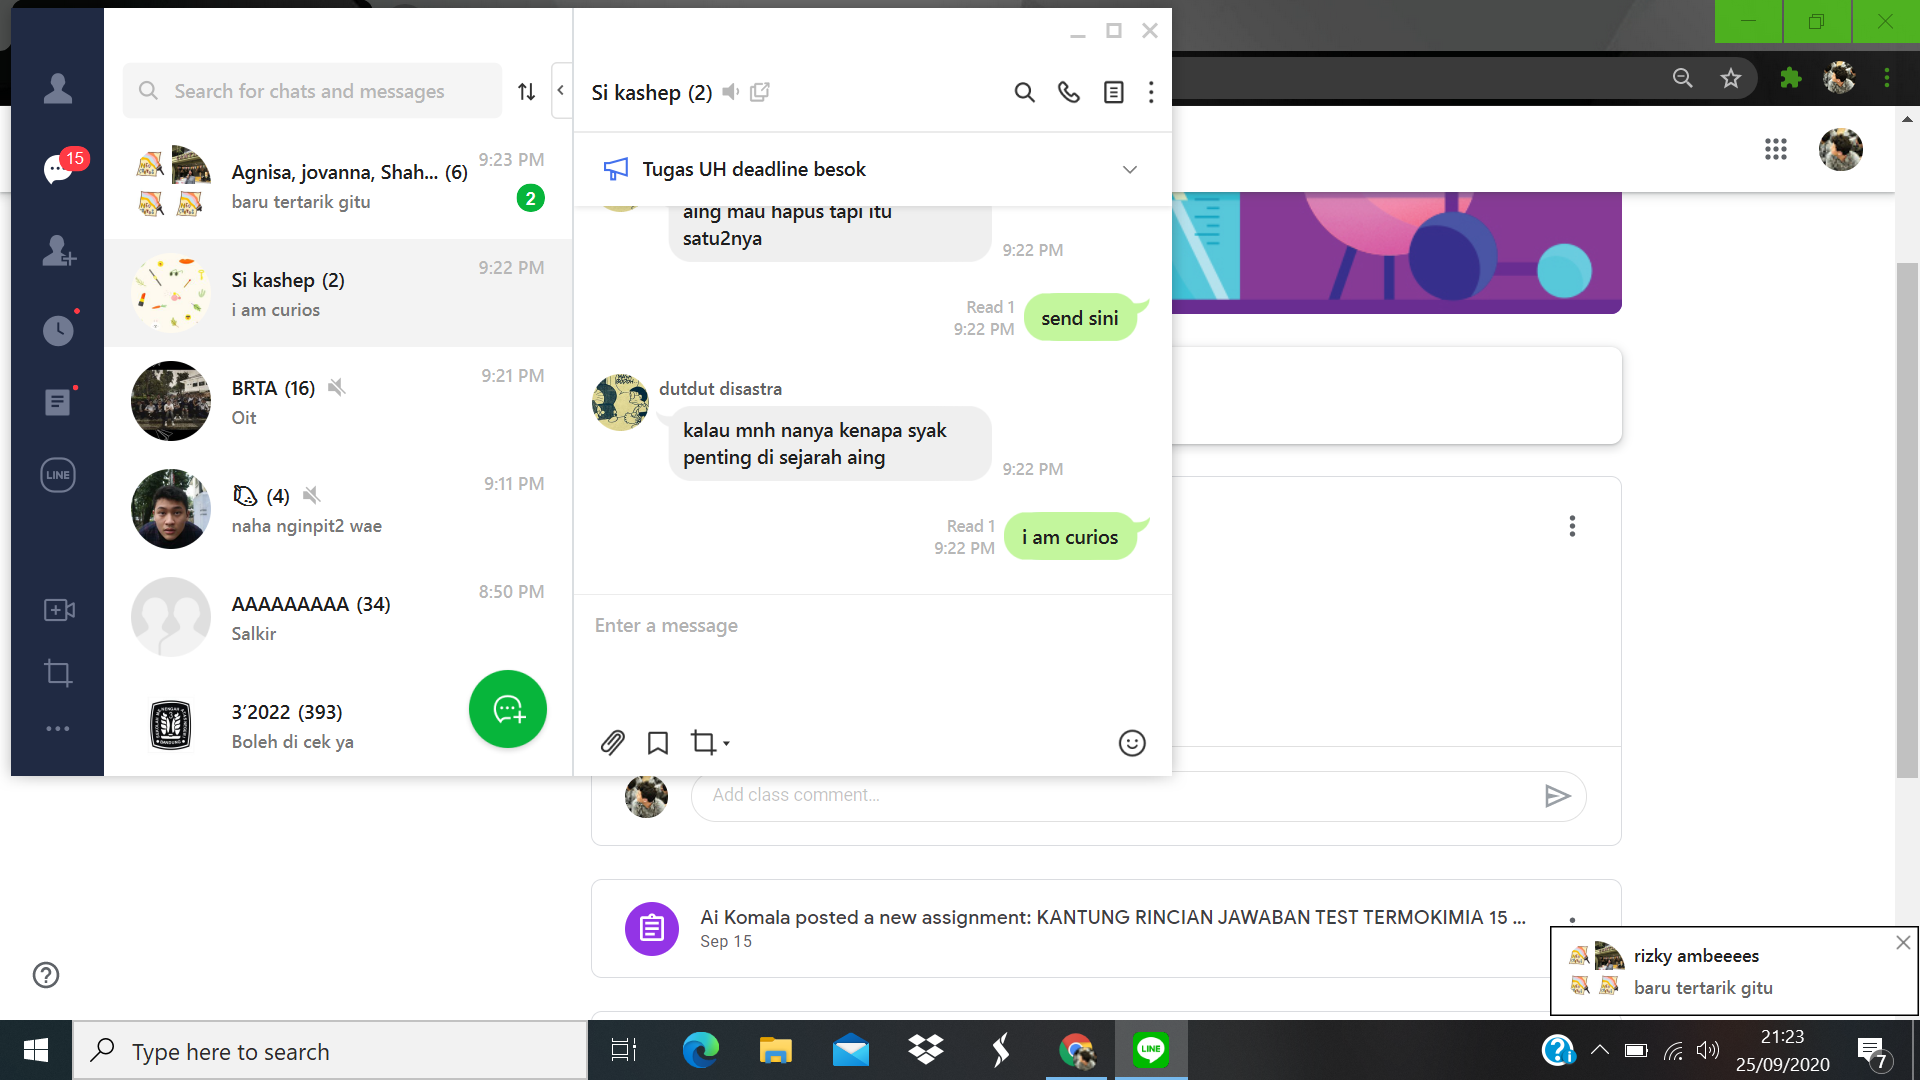 15
Search for chats and messages
Agnisa, jovanna, Shah... (6)
9:23 PM
baru tertarik gitu
2
Si kashep (2)
9:22 PM
i am curios
BRTA (16)
9:21 PM
Oit
(4)
9:11 PM
naha nginpit2 wae
AAAAAAAAA (34)
8:50 PM
Salkir
3’2022 (393)
Boleh di cek ya
LINE
Si kashep (2)
Tugas UH deadline besok
aing mau hapus tapi itu
satu2nya
9:22 PM
Read 1
9:22 PM
send sini
dutdut disastra
kalau mnh nanya kenapa syak
penting di sejarah aing
9:22 PM
Read 1
9:22 PM
i am curios
Enter a message
Add class comment...
Ai Komala posted a new assignment: KANTUNG RINCIAN JAWABAN TEST TERMOKIMIA 15 ...
Sep 15
rizky ambeeees
baru tertarik gitu
Type here to search
LINE
21:23
25/09/2020
7